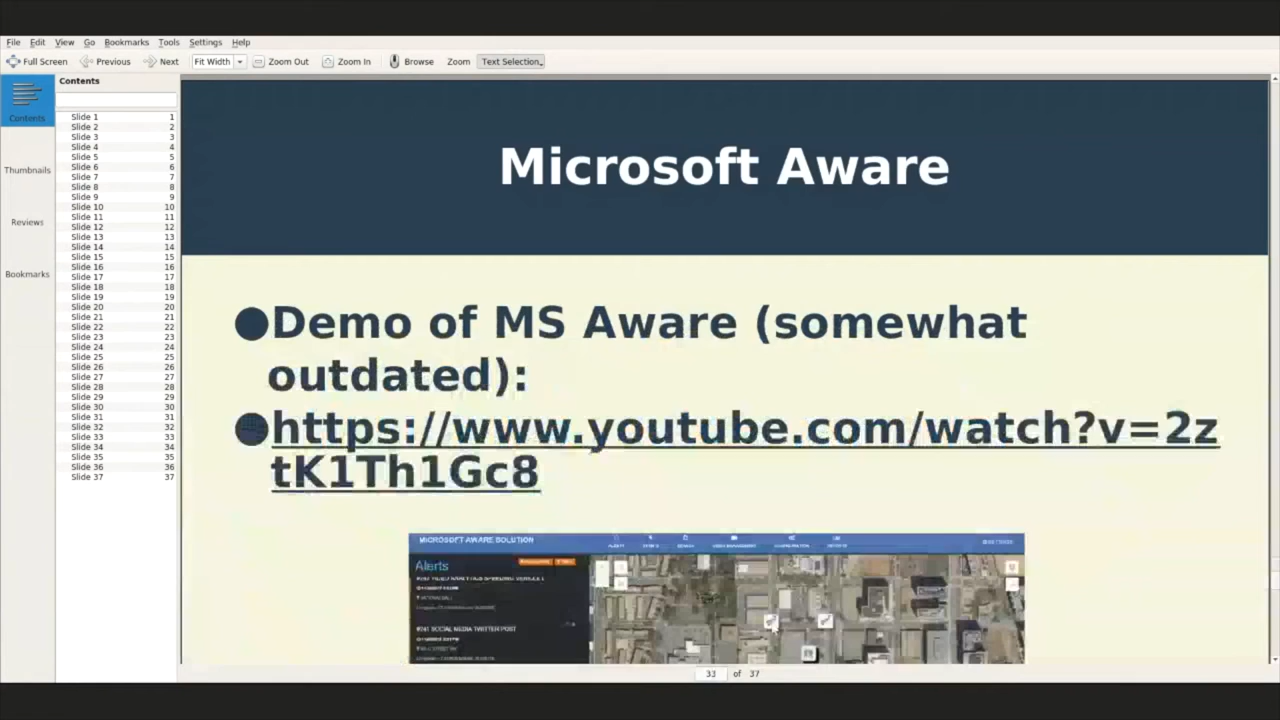 File Edit View Go Bookmarks Tools Settings Help
Full Screen Previous Next Fit Width Zoom Out Zoom In Browse Zoom Text Selection
Contents
Contents
Thumbnails
Reviews
Bookmarks
Slide 1 1
Slide 2 2
Slide 3 3
Slide 4 4
Slide 5 5
Slide 6 6
Slide 7 7
Slide 8 8
Slide 9 9
Slide 10 10
Slide 11 11
Slide 12 12
Slide 13 13
Slide 14 14
Slide 15 15
Slide 16 16
Slide 17 17
Slide 18 18
Slide 19 19
Slide 20 20
Slide 21 21
Slide 22 22
Slide 23 23
Slide 24 24
Slide 25 25
Slide 26 26
Slide 27 27
Slide 28 28
Slide 29 29
Slide 30 30
Slide 31 31
Slide 32 32
Slide 33 33
Slide 34 34
Slide 35 35
Slide 36 36
Slide 37 37
Microsoft Aware
●Demo of MS Aware (somewhat
outdated):
●https://www.youtube.com/watch?v=2z
tK1Th1Gc8
MICROSOFT AWARE SOLUTION
Alerts
SOCIAL MEDIA TWITTER POST
33 of 37